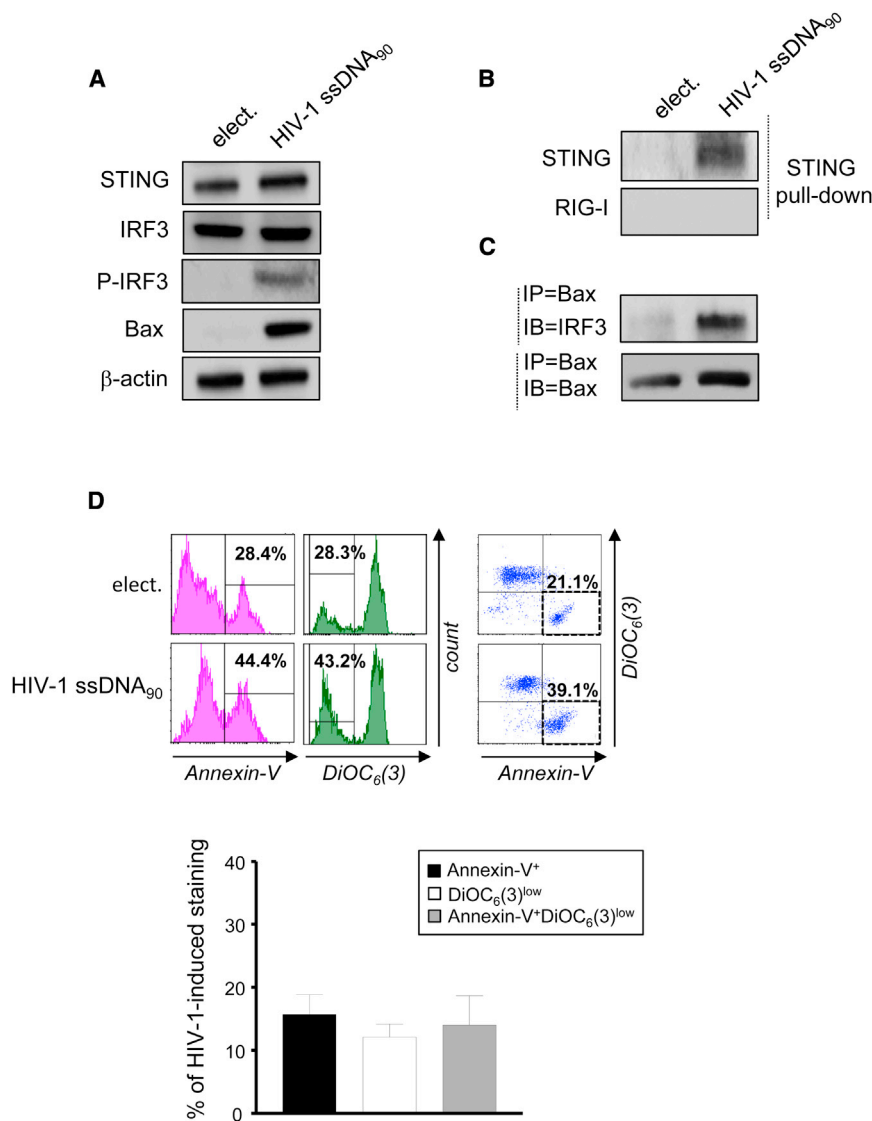 A
elect.
HIV-1 ssDNA₉₀
STING
IRF3
P-IRF3
Bax
β-actin
B
elect.
HIV-1 ssDNA₉₀
STING
RIG-I
STING
pull-down
C
IP=Bax
IB=IRF3
IP=Bax
IB=Bax
D
elect.
28.4%
28.3%
21.1%
HIV-1 ssDNA₉₀
44.4%
43.2%
39.1%
count
DiOC₆(3)
Annexin-V
DiOC₆(3)
Annexin-V
% of HIV-1-induced staining
40
30
20
10
0
Annexin-V⁺
DiOC₆(3)ˡᵒʷ
Annexin-V⁺DiOC₆(3)ˡᵒʷ